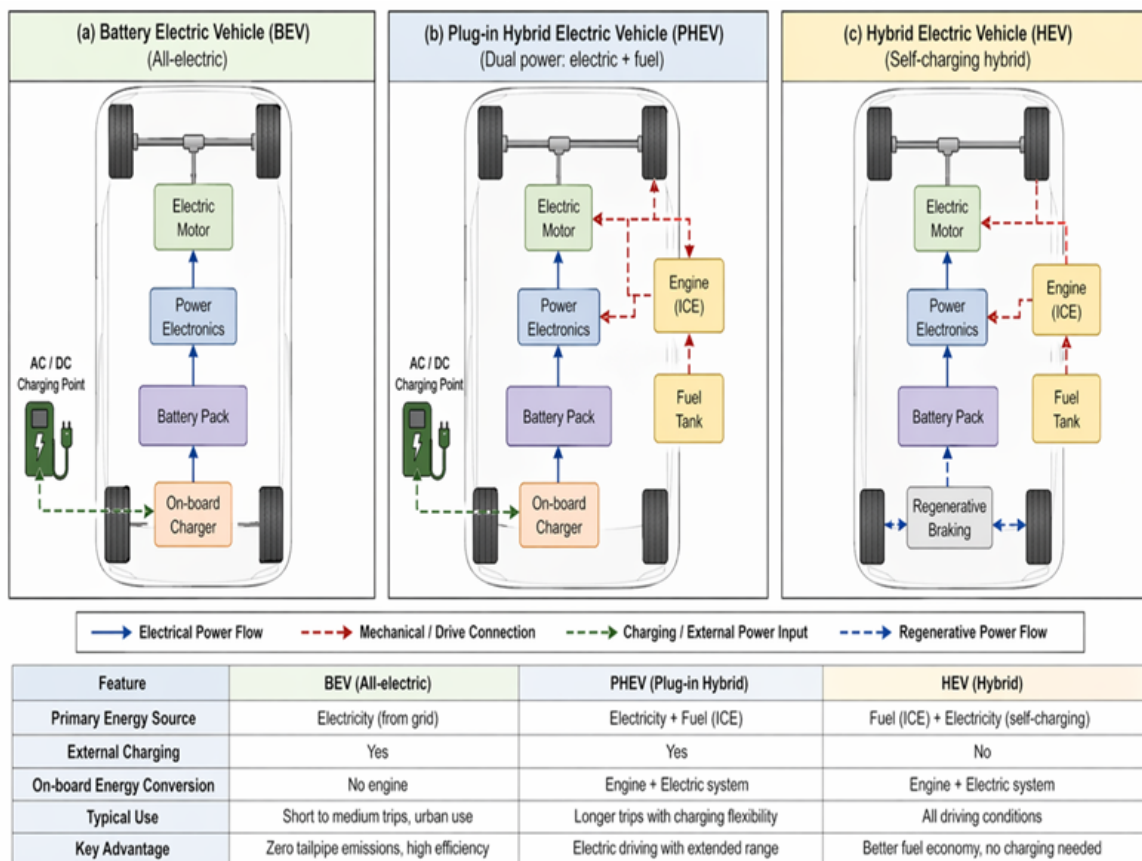 (a) Battery Electric Vehicle (BEV)
(All-electric)
Electric
Motor
Power
Electronics
AC / DC
Charging Point
Battery Pack
On-board
Charger
(b) Plug-in Hybrid Electric Vehicle (PHEV)
(Dual power: electric + fuel)
Electric
Motor
Engine
(ICE)
Power
Electronics
AC / DC
Charging Point
Battery Pack
Fuel
Tank
On-board
Charger
(c) Hybrid Electric Vehicle (HEV)
(Self-charging hybrid)
Electric
Motor
Engine
(ICE)
Power
Electronics
Battery Pack
Fuel
Tank
Regenerative
Braking
Electrical Power Flow
Mechanical / Drive Connection
Charging / External Power Input
Regenerative Power Flow
Feature BEV (All-electric) PHEV (Plug-in Hybrid) HEV (Hybrid)
Primary Energy Source Electricity (from grid) Electricity + Fuel (ICE) Fuel (ICE) + Electricity (self-charging)
External Charging Yes Yes No
On-board Energy Conversion No engine Engine + Electric system Engine + Electric system
Typical Use Short to medium trips, urban use Longer trips with charging flexibility All driving conditions
Key Advantage Zero tailpipe emissions, high efficiency Electric driving with extended range Better fuel economy, no charging needed